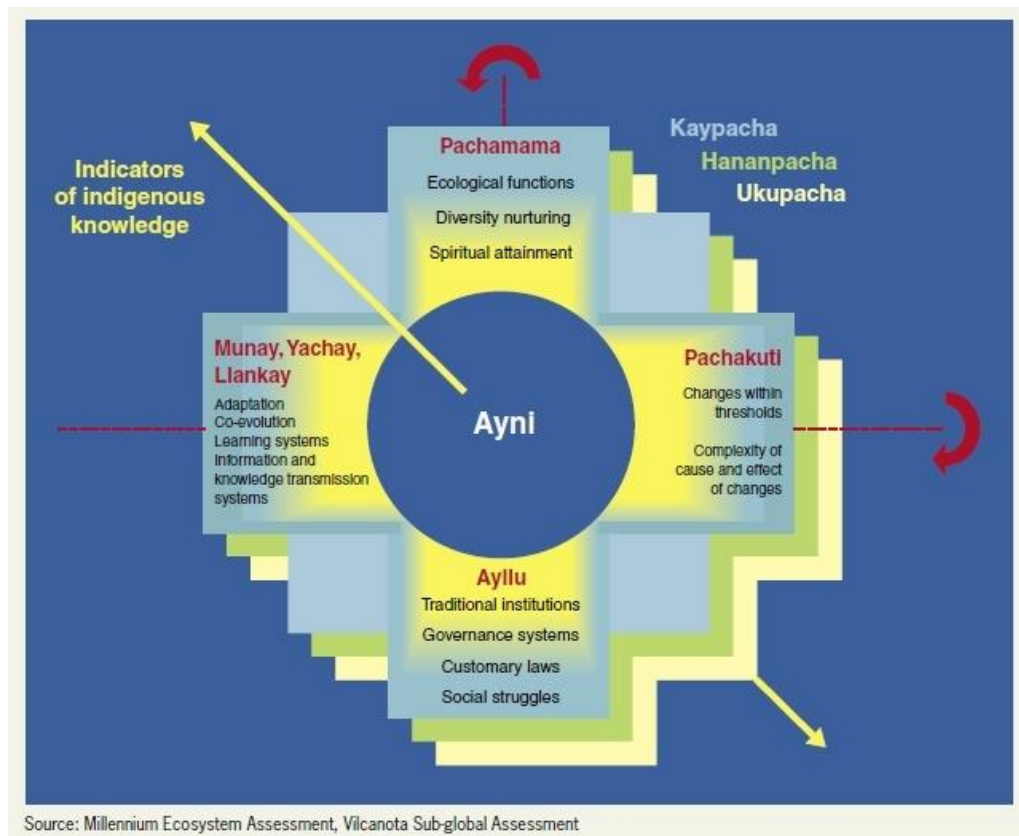 Pachamama
Ecological functions
Diversity nurturing
Spiritual attainment
Kaypacha
Hananpacha
Ukupacha
Indicators
of indigenous
knowledge
Munay, Yachay,
Llankay
Adaptation
Co-evolution
Learning systems
Information and
knowledge transmission
systems
Ayni
Pachakuti
Changes within
thresholds
Complexity of
cause and effect
of changes
Ayllu
Traditional institutions
Governance systems
Customary laws
Social struggles
Source: Millennium Ecosystem Assessment, Vilcanota Sub-global Assessment